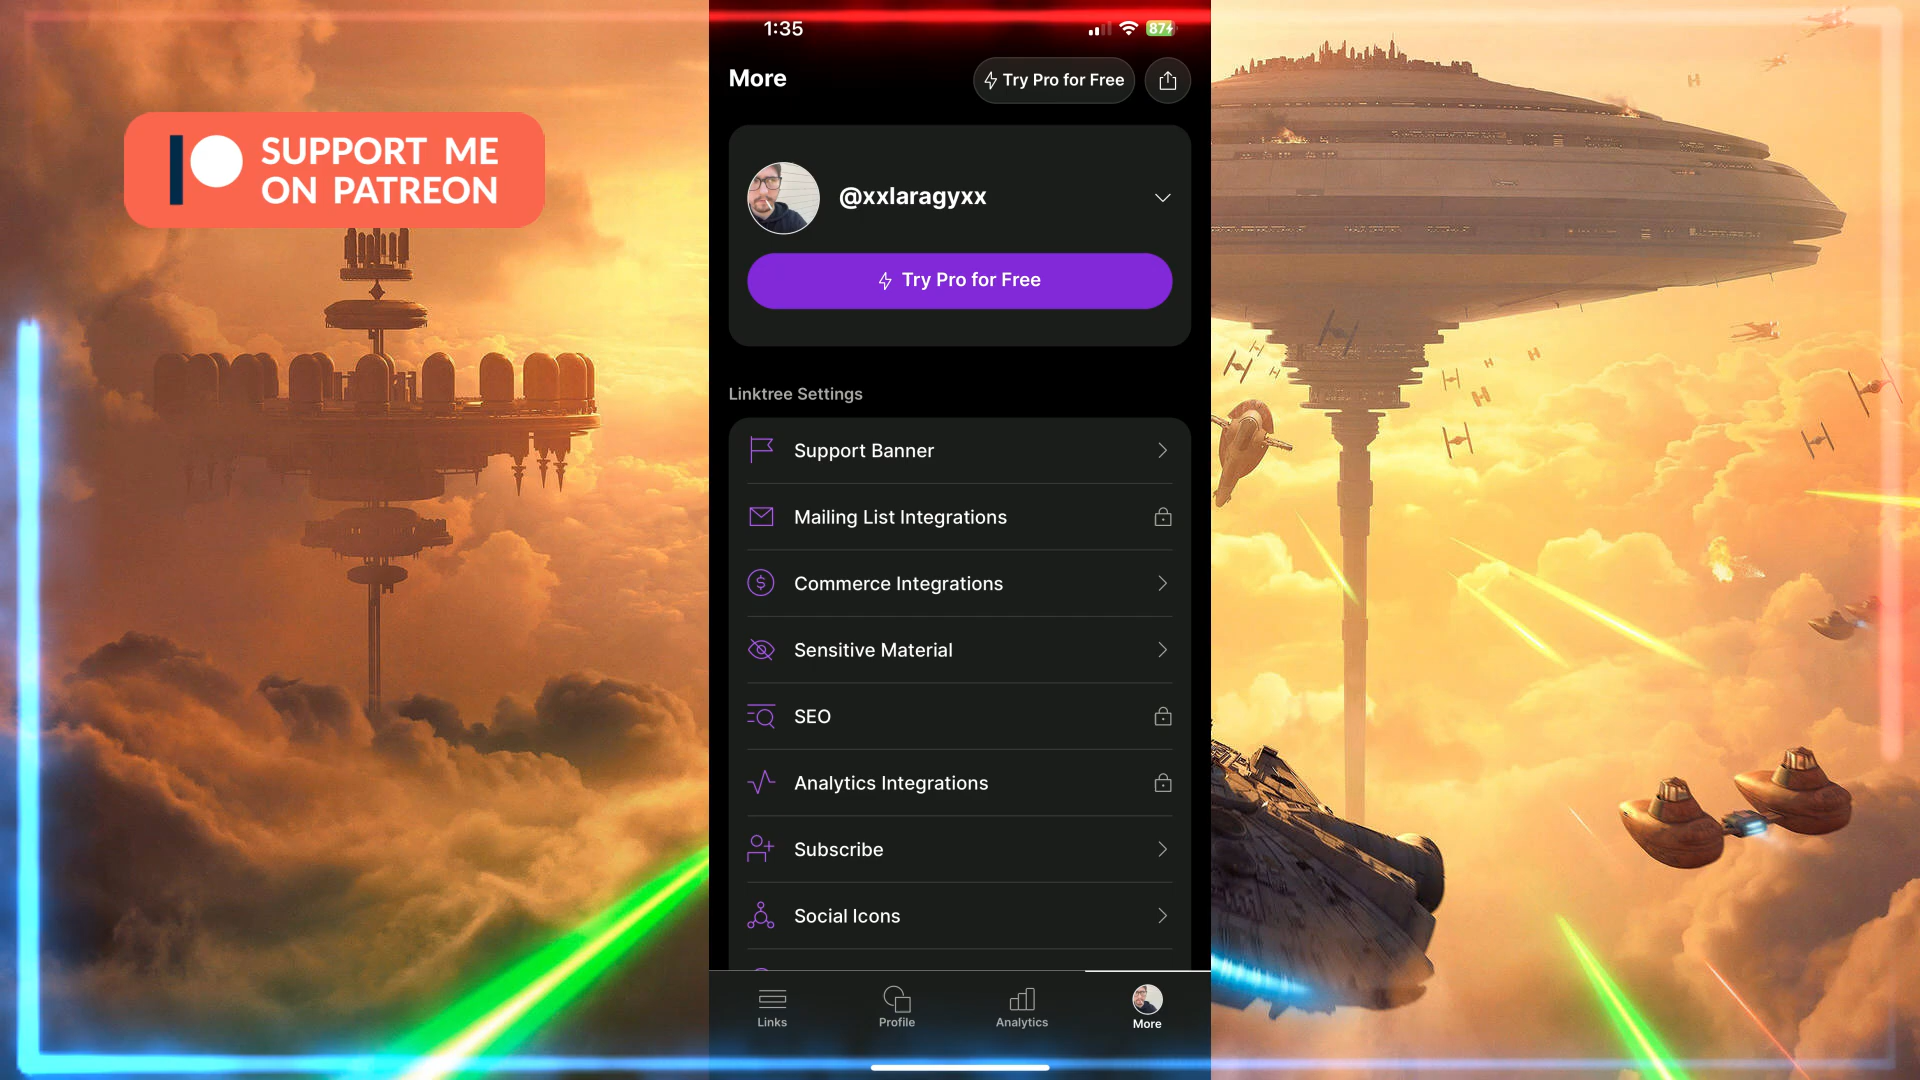 1:35
87
More
Try Pro for Free
SUPPORT ME
ON PATREON
@xxlaragyxx
Try Pro for Free
Linktree Settings
Support Banner
Mailing List Integrations
Commerce Integrations
Sensitive Material
SEO
Analytics Integrations
Subscribe
Social Icons
Links
Profile
Analytics
More